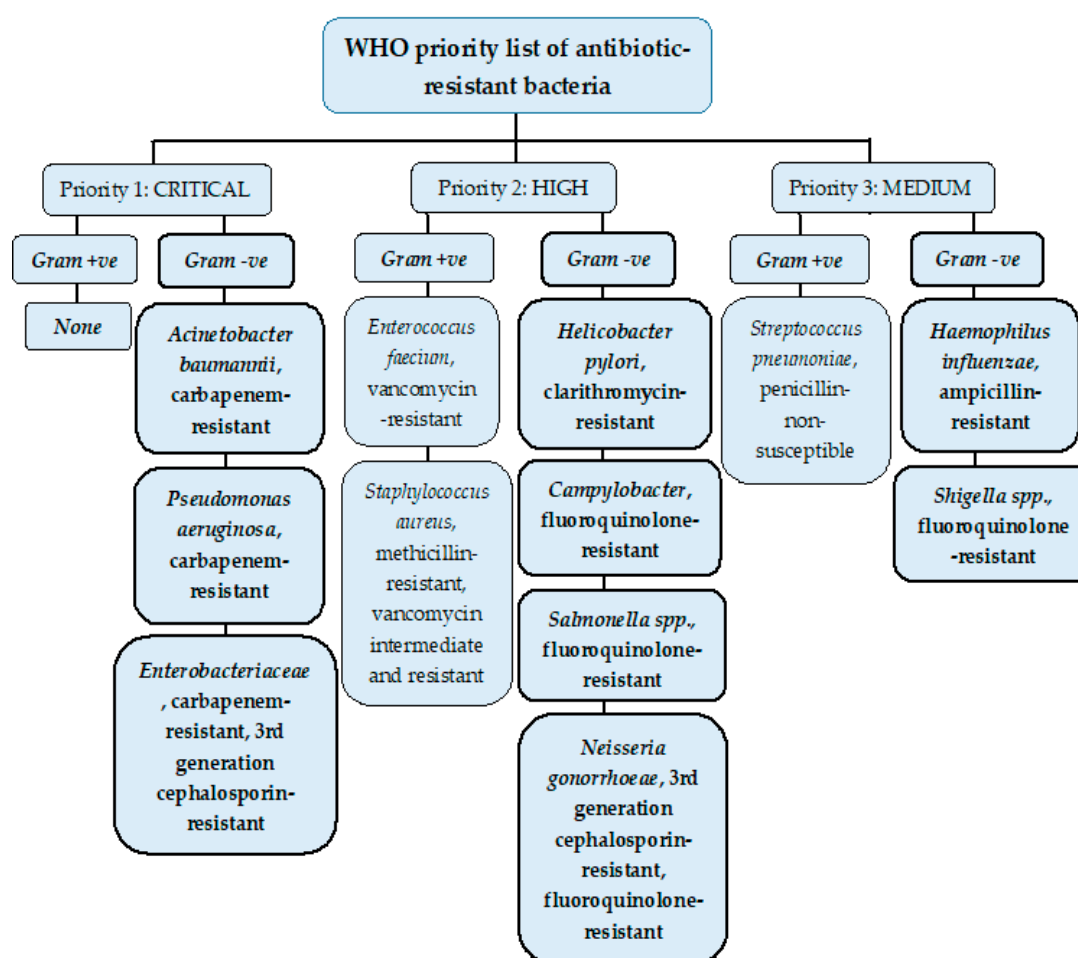 WHO priority list of antibiotic-
resistant bacteria
Priority 1: CRITICAL
Gram +ve
None
Gram -ve
Acinetobacter
baumannii,
carbapenem-
resistant
Pseudomonas
aeruginosa,
carbapenem-
resistant
Enterobacteriaceae
, carbapenem-
resistant, 3rd
generation
cephalosporin-
resistant
Priority 2: HIGH
Gram +ve
Enterococcus
faecium,
vancomycin
-resistant
Staphylococcus
aureus,
methicillin-
resistant,
vancomycin
intermediate
and resistant
Gram -ve
Helicobacter
pylori,
clarithromycin-
resistant
Campylobacter,
fluoroquinolone-
resistant
Salmonella spp.,
fluoroquinolone-
resistant
Neisseria
gonorrhoeae, 3rd
generation
cephalosporin-
resistant,
fluoroquinolone-
resistant
Priority 3: MEDIUM
Gram +ve
Streptococcus
pneumoniae,
penicillin-
non-
susceptible
Gram -ve
Haemophilus
influenzae,
ampicillin-
resistant
Shigella spp.,
fluoroquinolone
-resistant